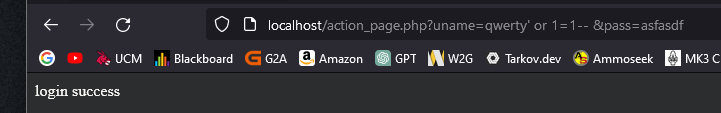 localhost/action_page.php?uname=qwerty' or 1=1-- &pass=asfasdf
UCM Blackboard G2A Amazon GPT W2G Tarkov.dev Ammoseek MK3 C
login success